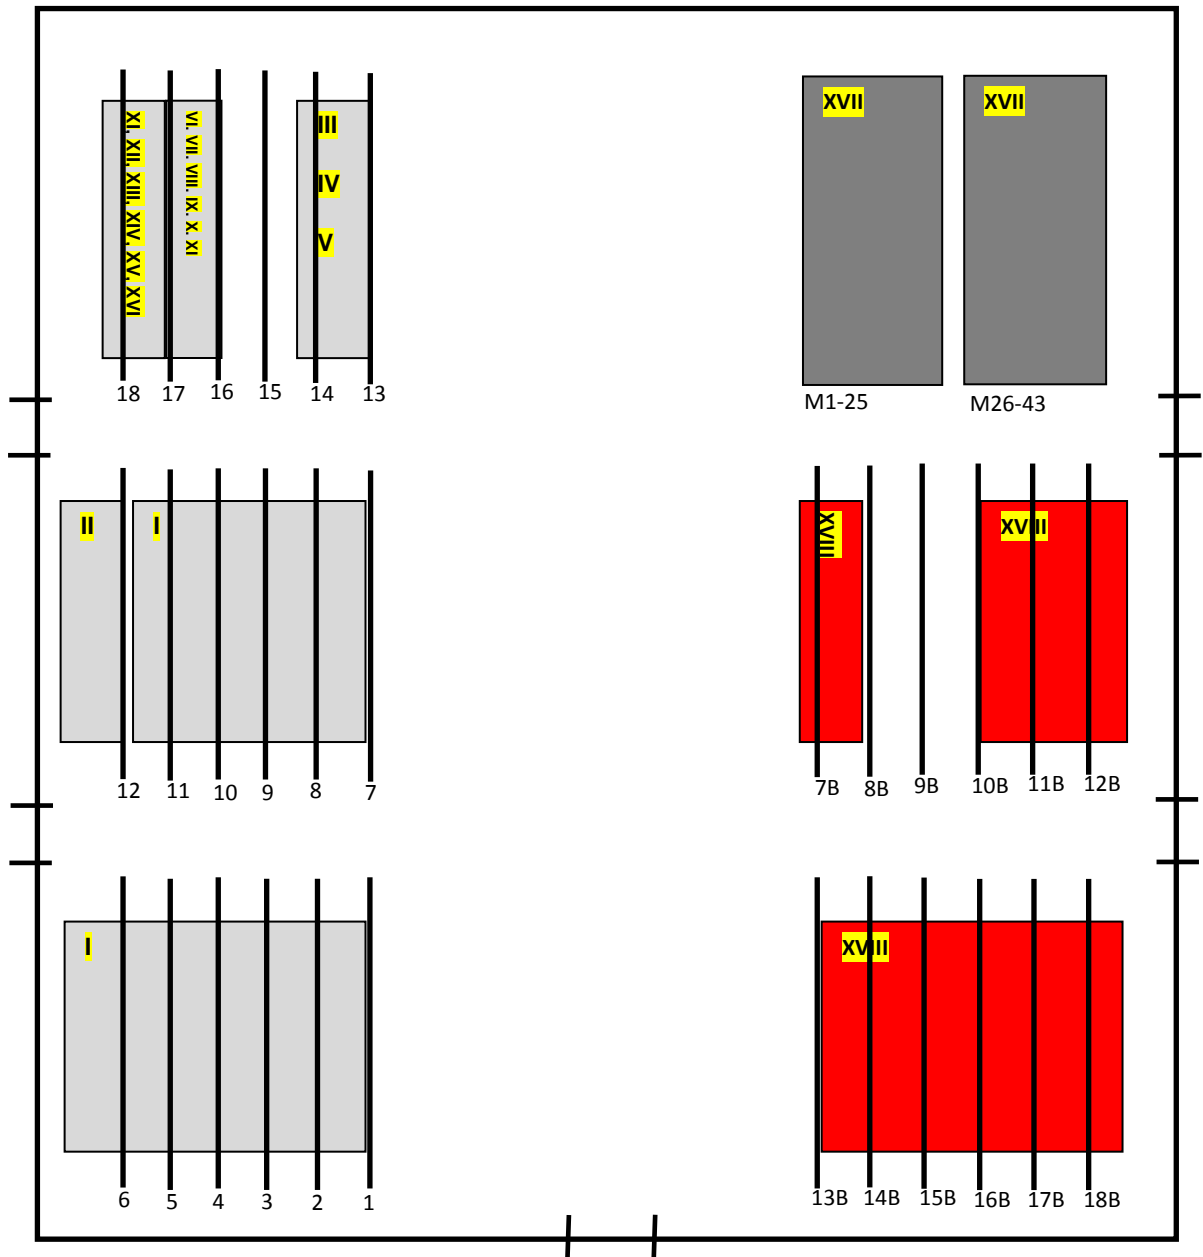 XI, XII, XIII, XIV, XV, XVI
VI. VII. VIII. IX. X. XI
III
IV
V
18 17 16 15 14 13
XVII
XVII
M1-25 M26-43
II
I
12 11 10 9 8 7
XVIII
XVIII
7B 8B 9B 10B 11B 12B
I
6 5 4 3 2 1
XVIII
13B 14B 15B 16B 17B 18B